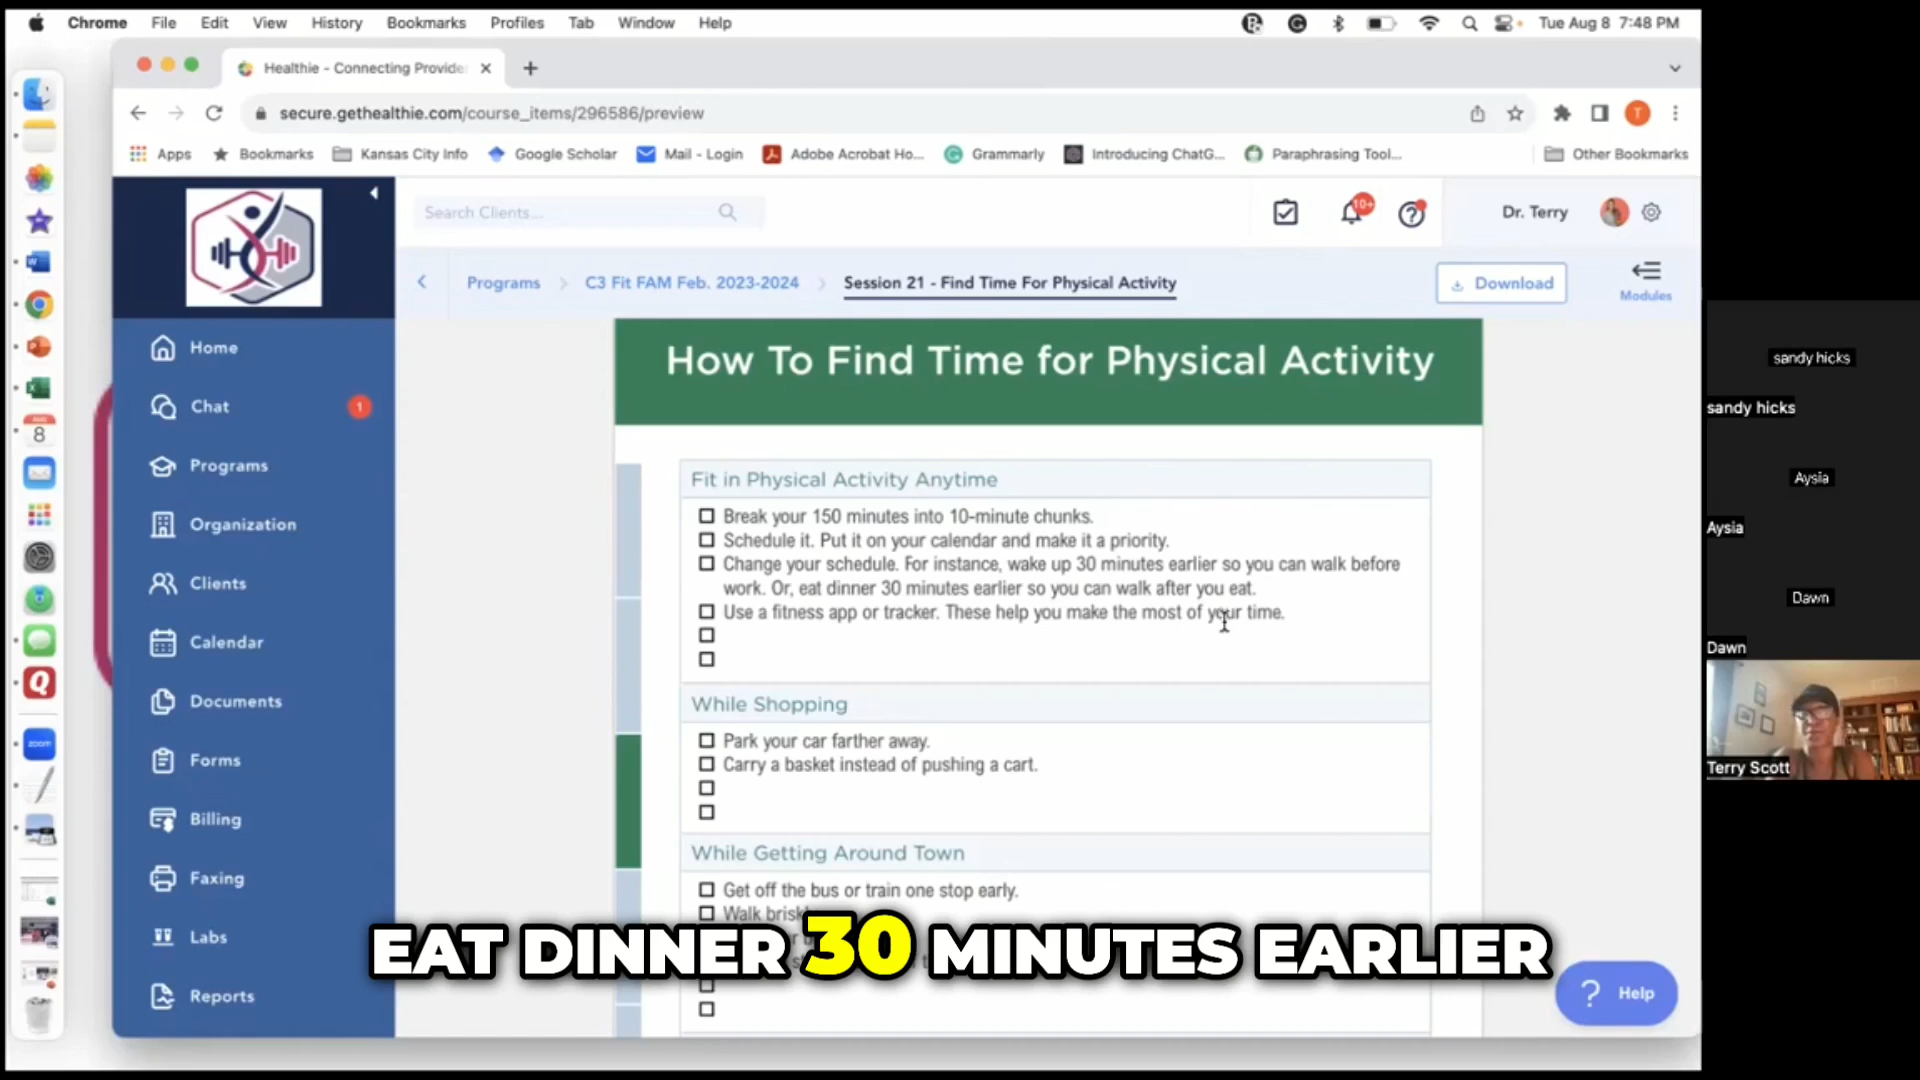 Chrome File Edit View History Bookmarks Profiles Tab Window Help
Tue Aug 8 7:48 PM
Healthie - Connecting Provide
secure.gethealthie.com/course_items/296586/preview
T
Apps Bookmarks Kansas City Info Google Scholar Mail - Login Adobe Acrobat Ho... Grammarly Introducing ChatG... Paraphrasing Tool... Other Bookmarks
Search Clients...
10+
Dr. Terry
Programs C3 Fit FAM Feb. 2023-2024 Session 21 - Find Time For Physical Activity
Download
Modules
Home
Chat 1
Programs
Organization
Clients
Calendar
Documents
Forms
Billing
Faxing
Labs
Reports
8
zoom
How To Find Time for Physical Activity
Fit in Physical Activity Anytime
Break your 150 minutes into 10-minute chunks.
Schedule it. Put it on your calendar and make it a priority.
Change your schedule. For instance, wake up 30 minutes earlier so you can walk before
work. Or, eat dinner 30 minutes earlier so you can walk after you eat.
Use a fitness app or tracker. These help you make the most of your time.
While Shopping
Park your car farther away.
Carry a basket instead of pushing a cart.
While Getting Around Town
Get off the bus or train one stop early.
Walk
EAT DINNER 30 MINUTES EARLIER
Help
sandy hicks
sandy hicks
Aysia
Aysia
Dawn
Dawn
Terry Scott